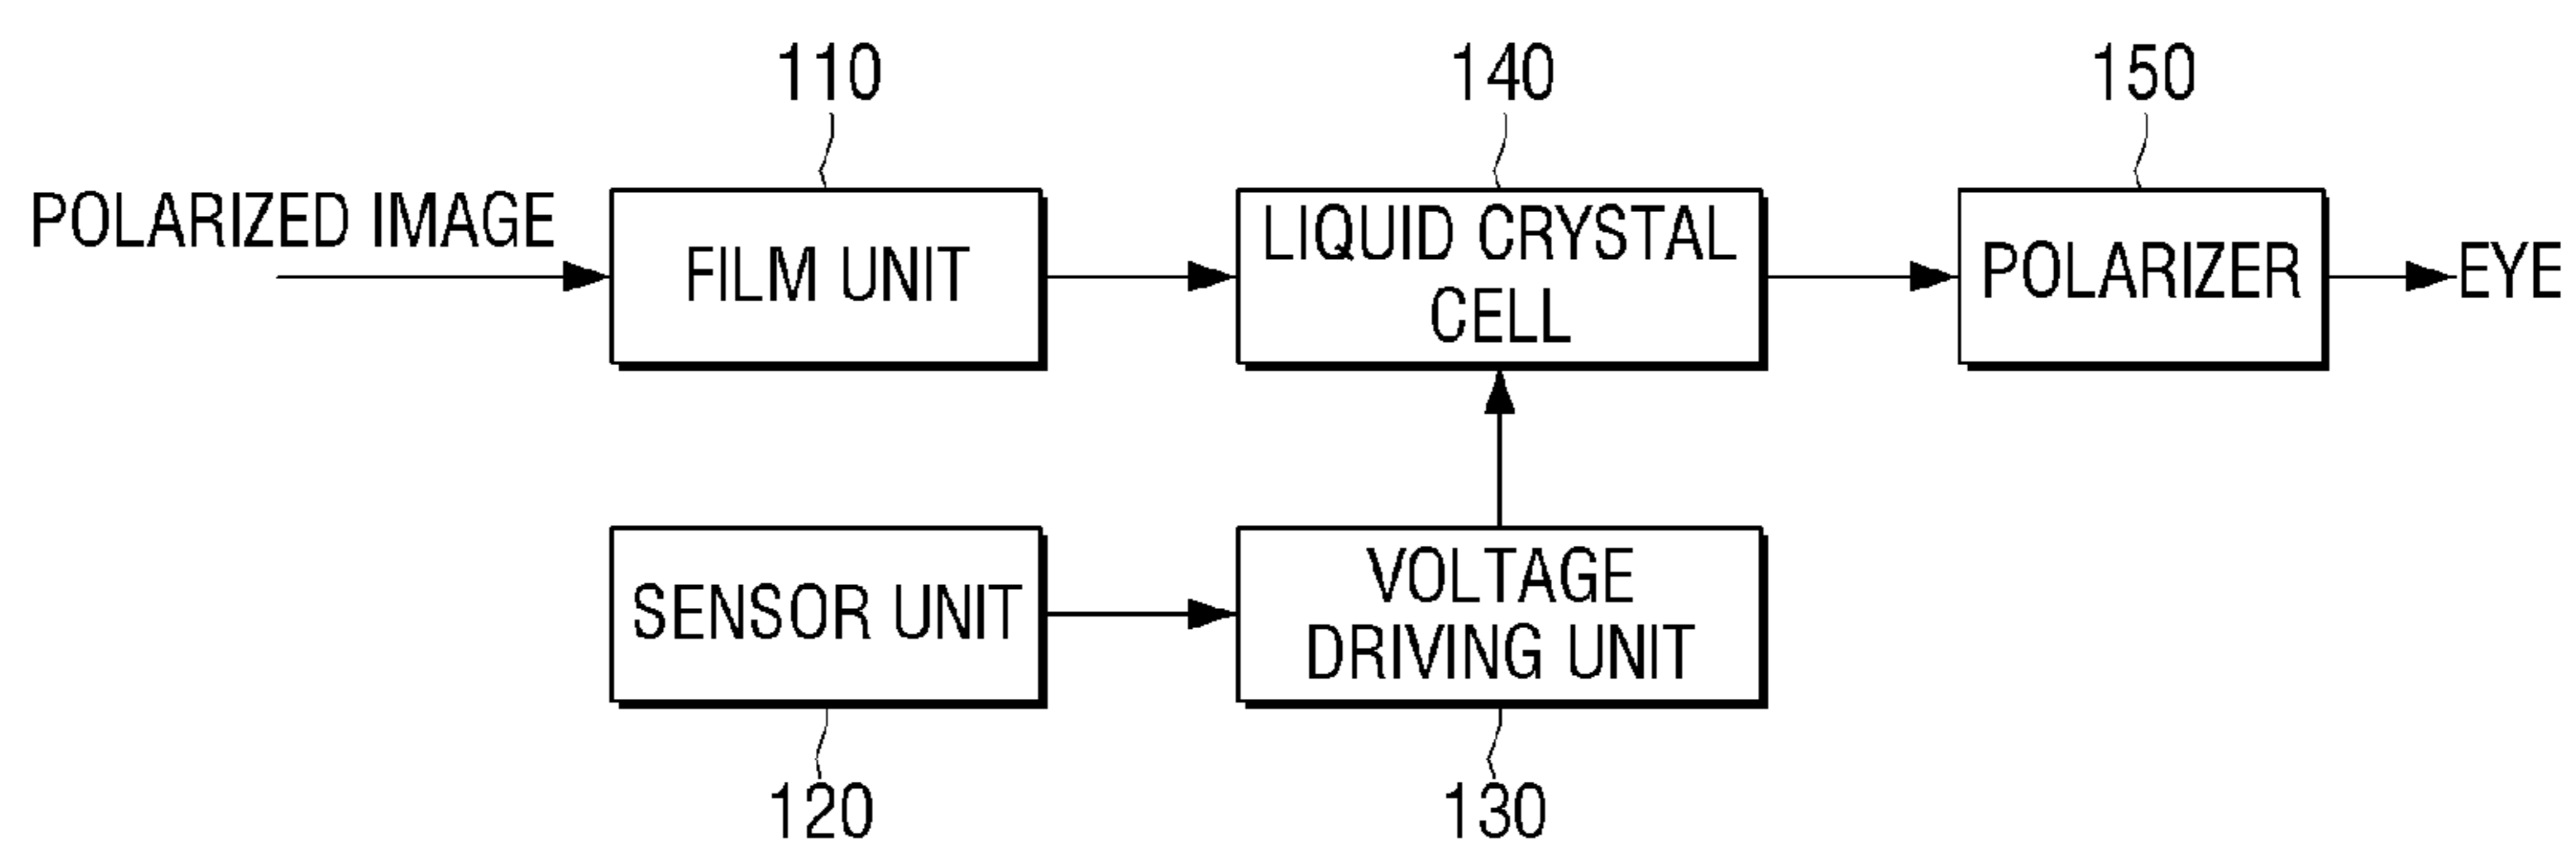 110
140
150
POLARIZED IMAGE
FILM UNIT
LIQUID CRYSTAL
CELL
POLARIZER
EYE
SENSOR UNIT
VOLTAGE
DRIVING UNIT
120
130